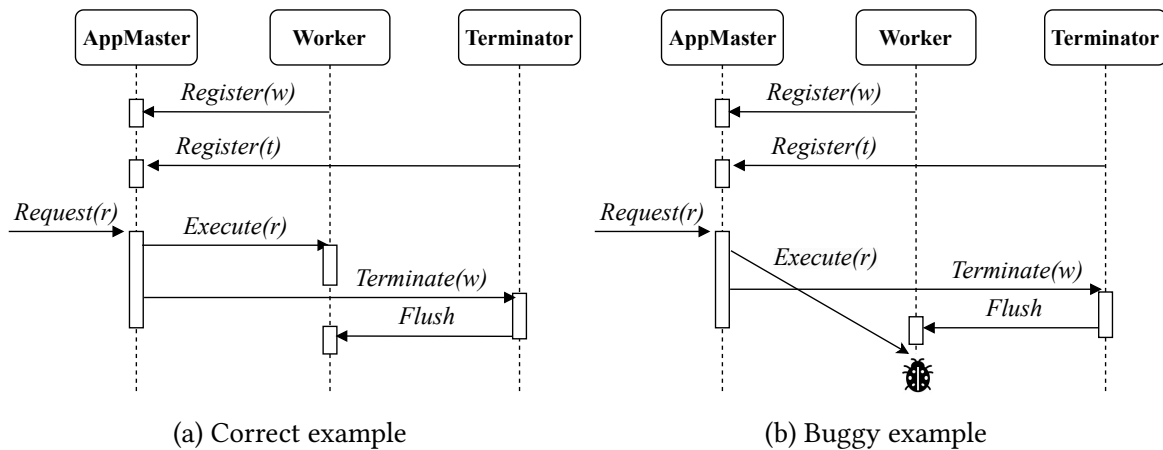 AppMaster Worker Terminator
Register(w)
Register(t)
Request(r)
Execute(r)
Terminate(w)
Flush
(a) Correct example
AppMaster Worker Terminator
Register(w)
Register(t)
Request(r)
Execute(r)
Terminate(w)
Flush
(b) Buggy example